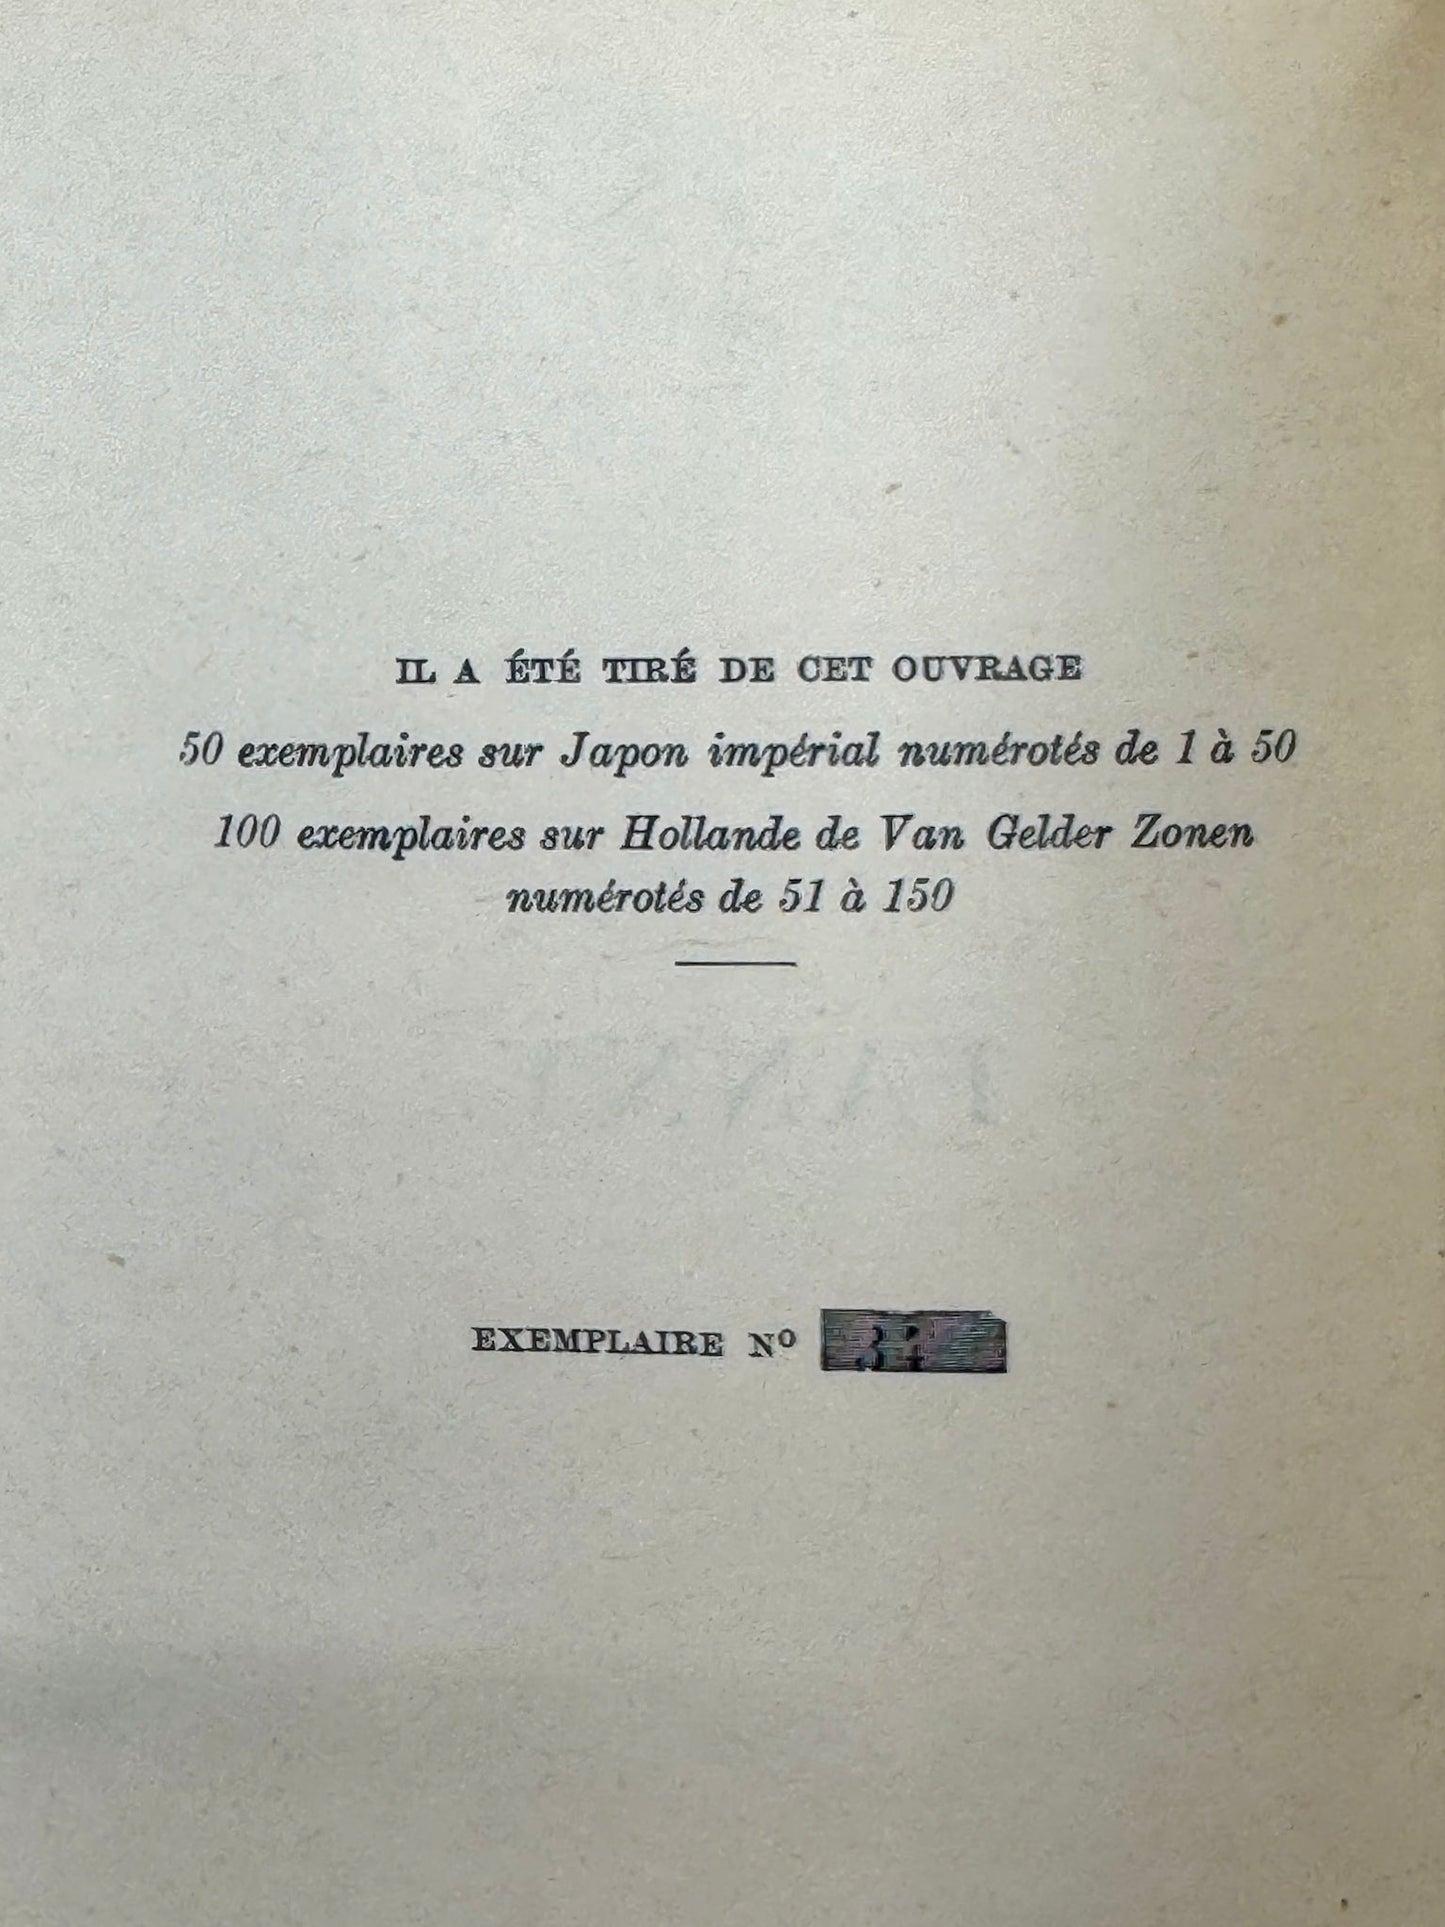 IL A ÉTÉ TIRÉ DE CET OUVRAGE
50 exemplaires sur Japon impérial numérotés de 1 à 50
100 exemplaires sur Hollande de Van Gelder Zonen
numérotés de 51 à 150
EXEMPLAIRE Nº 34